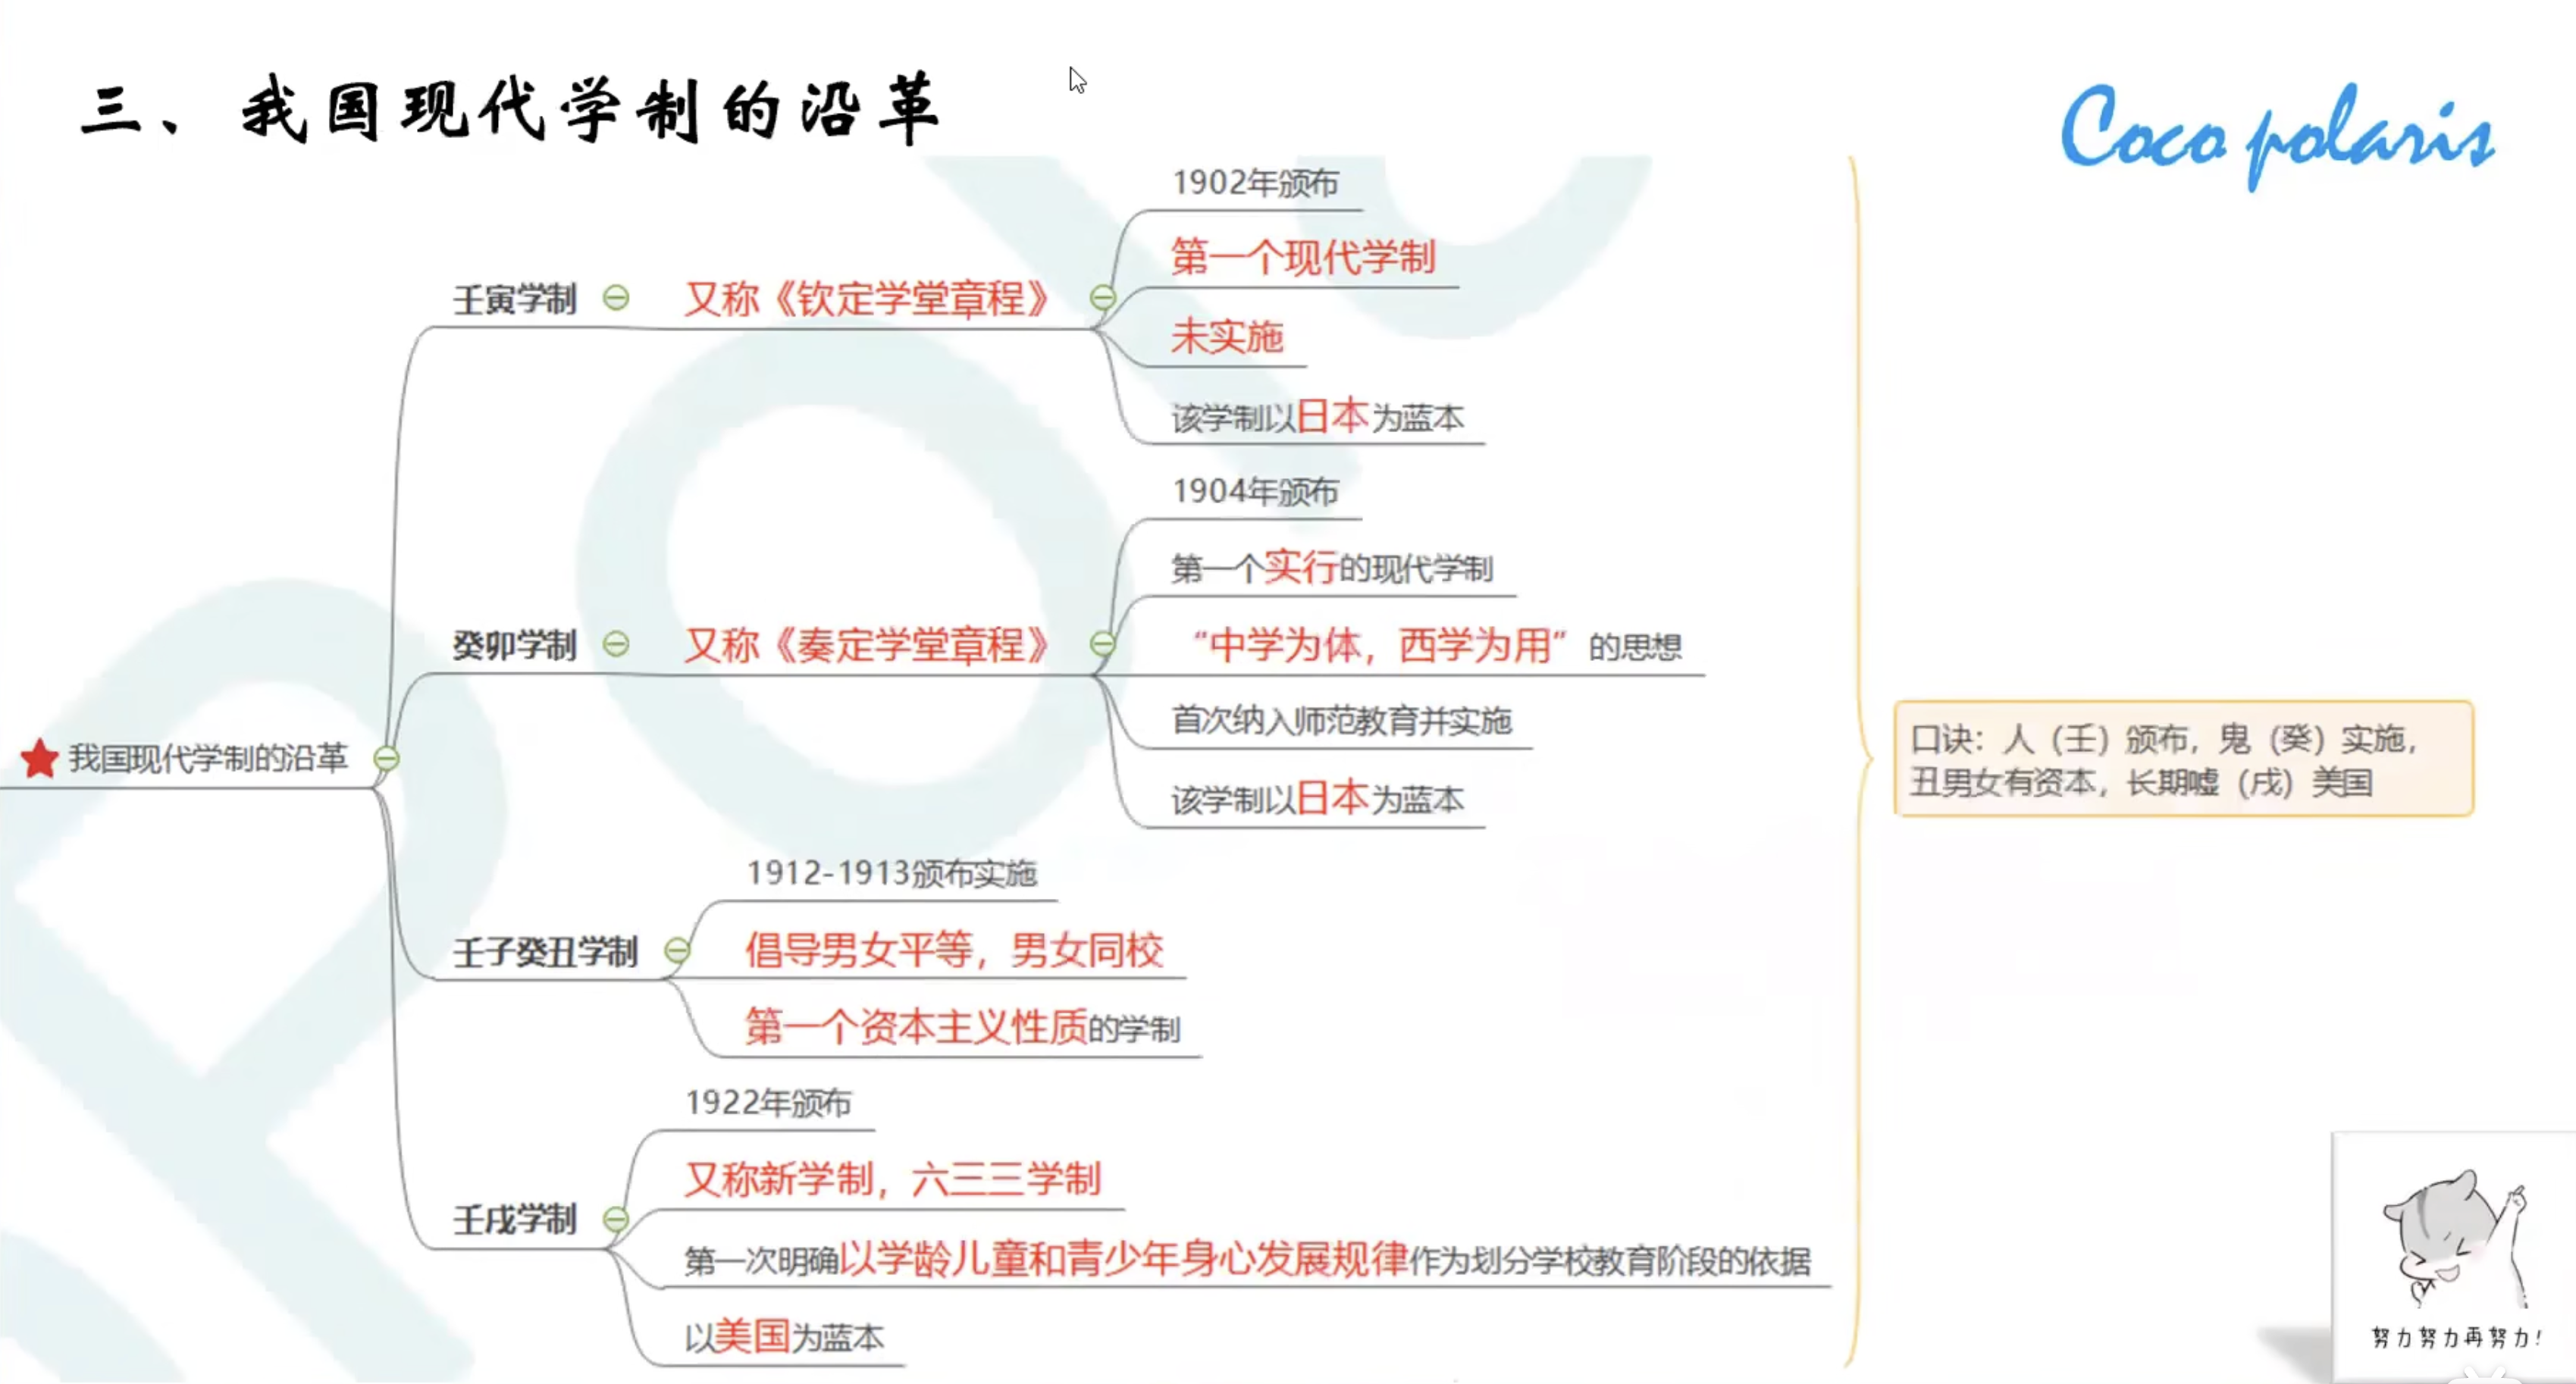 三、我国现代学制的沿革
Coco polaris
★我国现代学制的沿革
壬寅学制
又称《钦定学堂章程》
1902年颁布
第一个现代学制
未实施
该学制以日本为蓝本
癸卯学制
又称《奏定学堂章程》
1904年颁布
第一个实行的现代学制
“中学为体，西学为用”的思想
首次纳入师范教育并实施
该学制以日本为蓝本
壬子癸丑学制
1912-1913颁布实施
倡导男女平等，男女同校
第一个资本主义性质的学制
壬戌学制
1922年颁布
又称新学制，六三三学制
第一次明确以学龄儿童和青少年身心发展规律作为划分学校教育阶段的依据
以美国为蓝本
口诀：人（壬）颁布，鬼（癸）实施，
丑男女有资本，长期嘘（戌）美国
努力努力再努力!